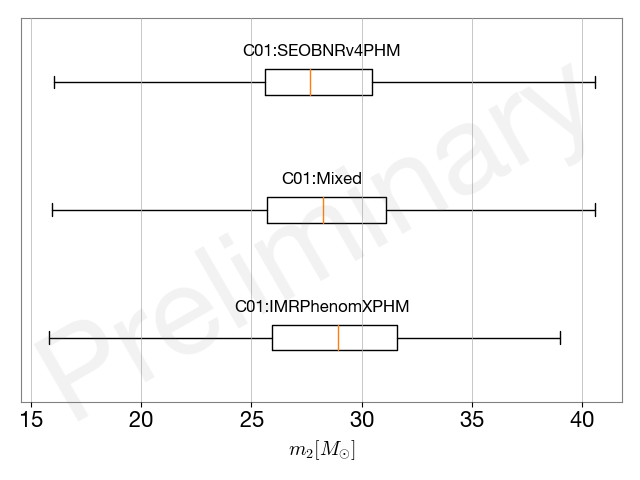 C01:SEOBNRv4PHM
C01:Mixed
C01:IMRPhenomXPHM
Preliminary
15 20 25 30 35 40
m₂[M⊙]